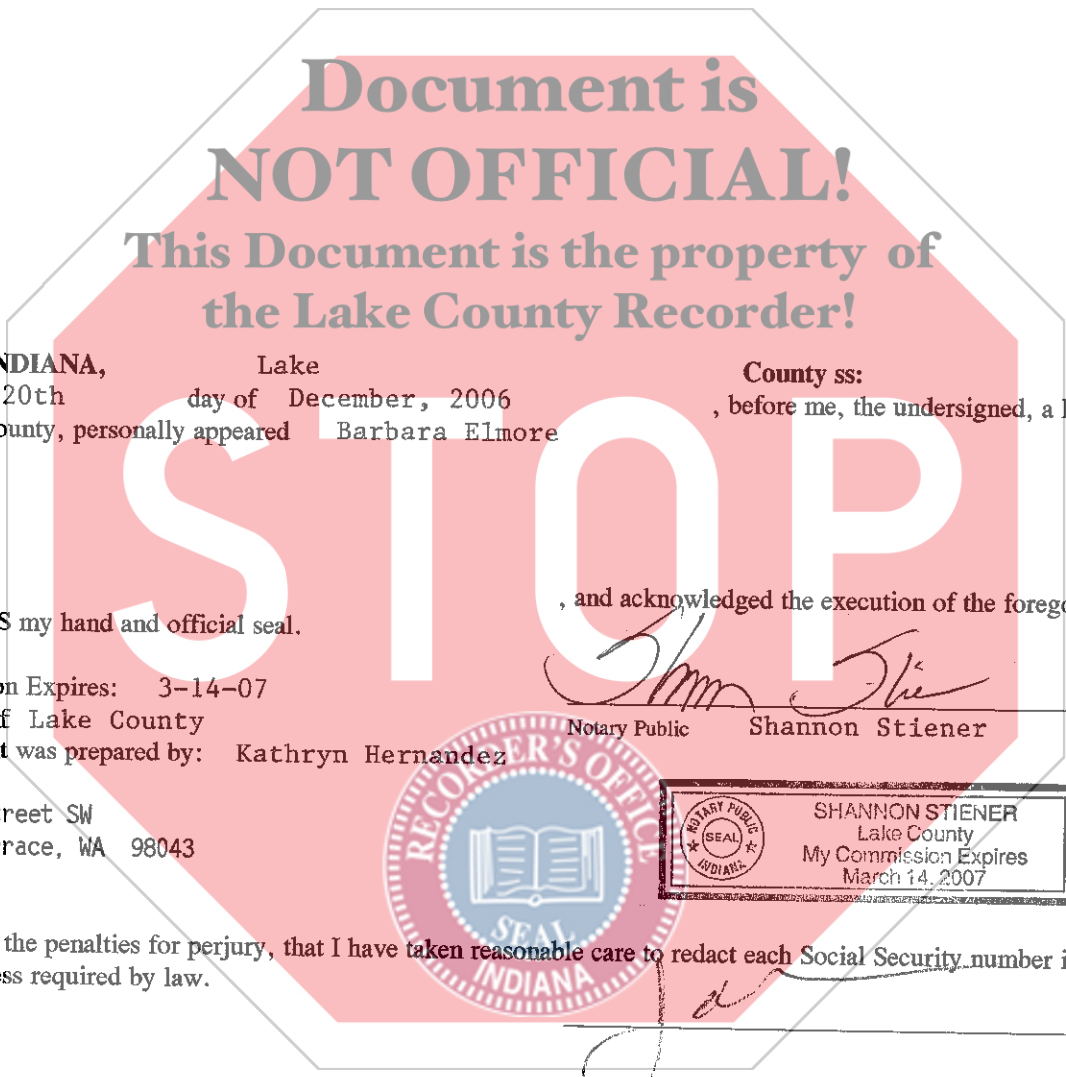 Document is
NOT OFFICIAL!
This Document is the property of
the Lake County Recorder!
NDIANA, Lake County ss:
20th day of December, 2006 , before me, the undersigned, a
ounty, personally appeared Barbara Elmore
STOP
, and acknowledged the execution of the forego
S my hand and official seal.
on Expires: 3-14-07
f Lake County
Notary Public Shannon Stiener
t was prepared by: Kathryn Hernandez
RECORDER'S OFFICE
SEAL
INDIANA
treet SW
rrace, WA 98043
NOTARY PUBLIC
SEAL
INDIANA
SHANNON STIENER
Lake County
My Commission Expires
March 14, 2007
the penalties for perjury, that I have taken reasonable care to redact each Social Security number i
ess required by law.